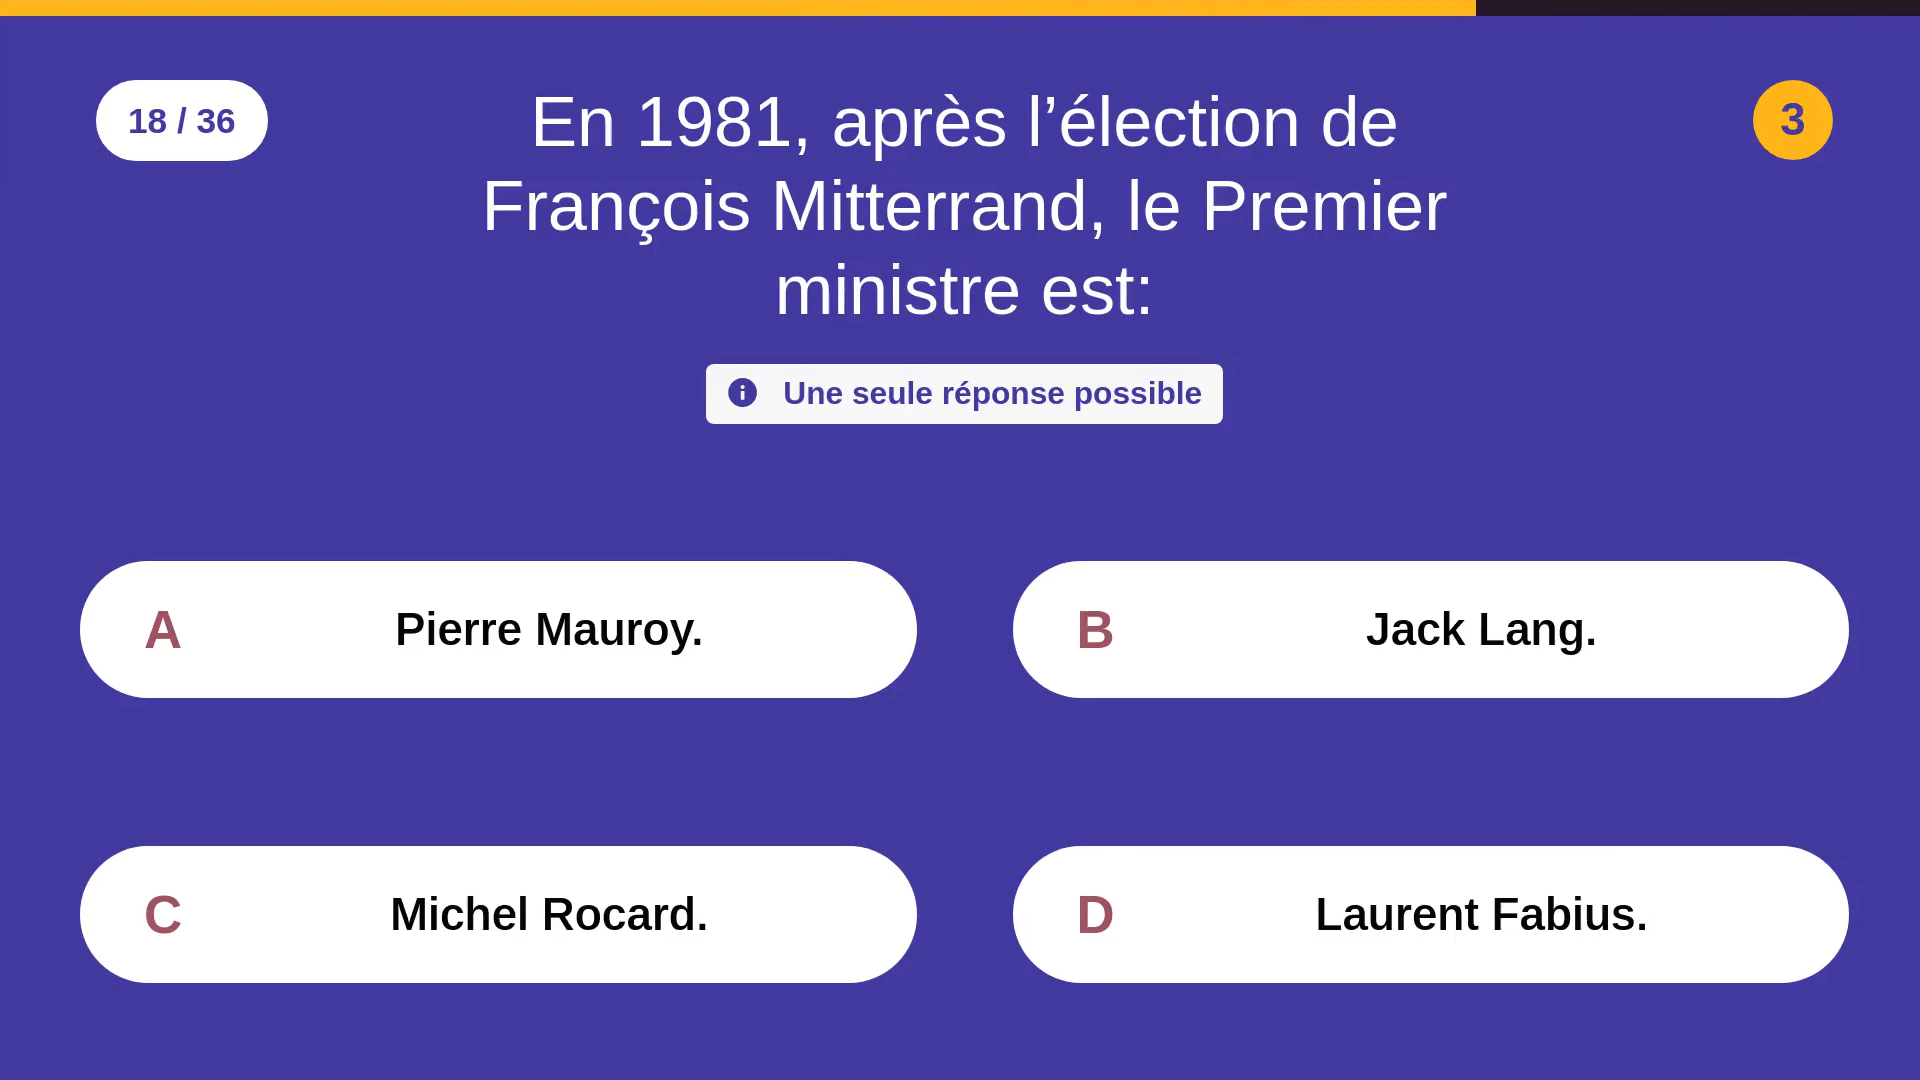 18 / 36
En 1981, après l’élection de
François Mitterrand, le Premier
ministre est:
3
Une seule réponse possible
A Pierre Mauroy.
B Jack Lang.
C Michel Rocard.
D Laurent Fabius.